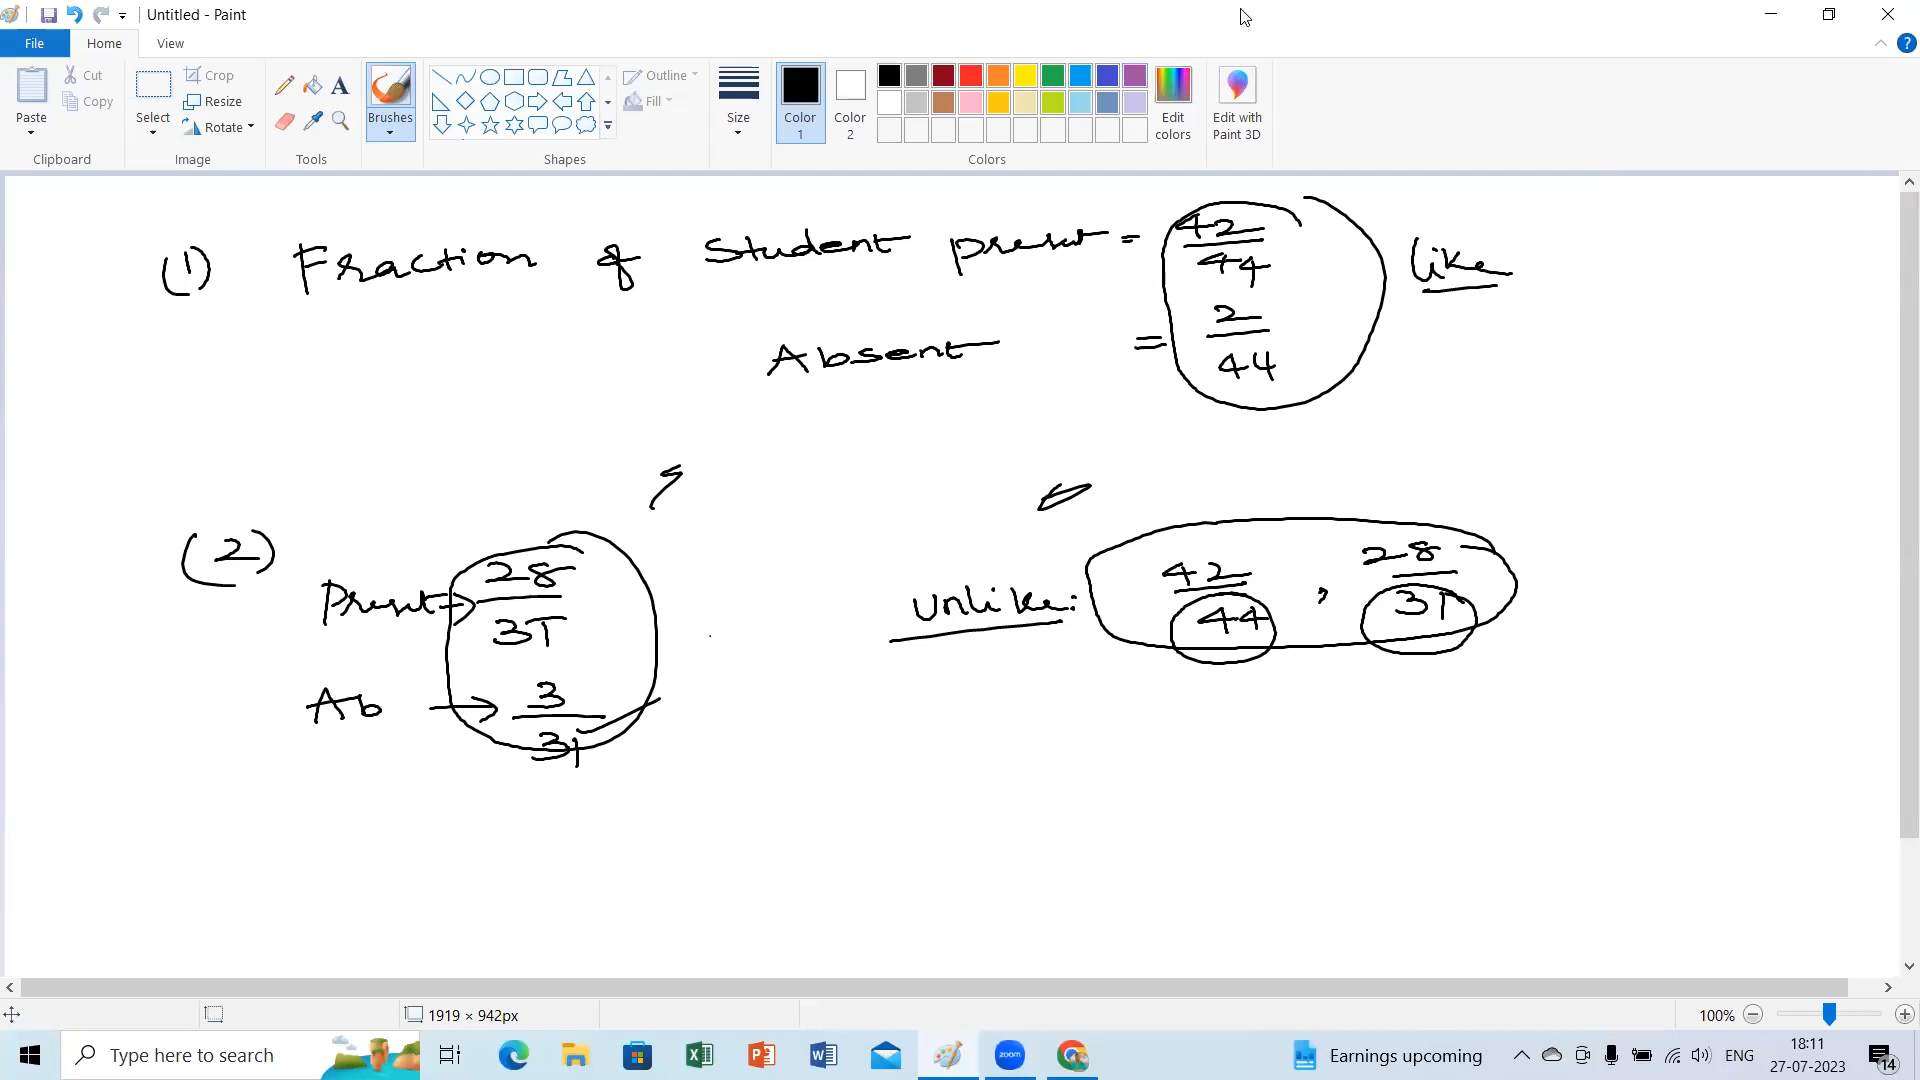 Untitled - Paint
File Home View
Paste Cut Copy Select Crop Resize Rotate Brushes Outline Fill Size Color 1 Color 2 Edit colors Edit with Paint 3D
Clipboard Image Tools Shapes Colors
(1) Fraction of Student present = 42/44 like
Absent = 2/44
(2) Present → 28/31
Ab → 3/31
Unlike: 42/44 , 28/31
1919 × 942px 100%
Type here to search zoom Earnings upcoming ENG 18:11 27-07-2023 14